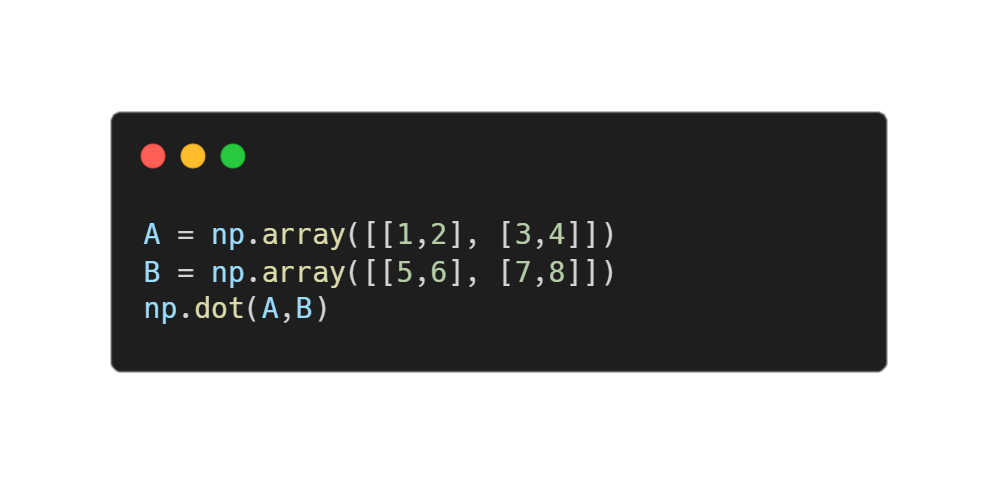 A = np.array([[1,2], [3,4]])
B = np.array([[5,6], [7,8]])
np.dot(A,B)